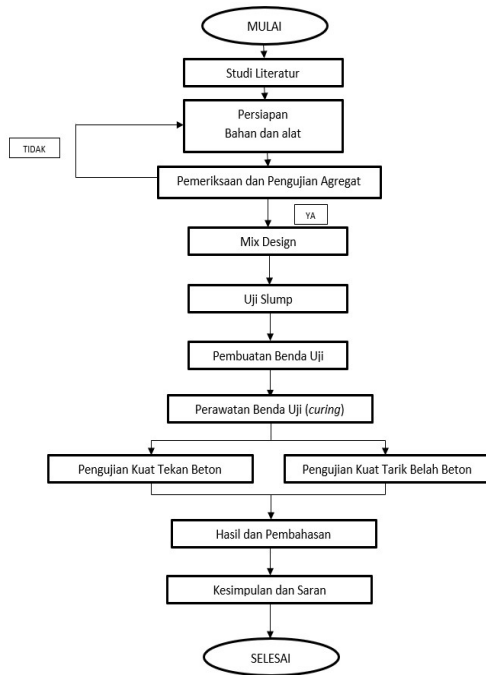 MULAI
Studi Literatur
Persiapan
Bahan dan alat
TIDAK
Pemeriksaan dan Pengujian Agregat
YA
Mix Design
Uji Slump
Pembuatan Benda Uji
Perawatan Benda Uji (curing)
Pengujian Kuat Tekan Beton
Pengujian Kuat Tarik Belah Beton
Hasil dan Pembahasan
Kesimpulan dan Saran
SELESAI